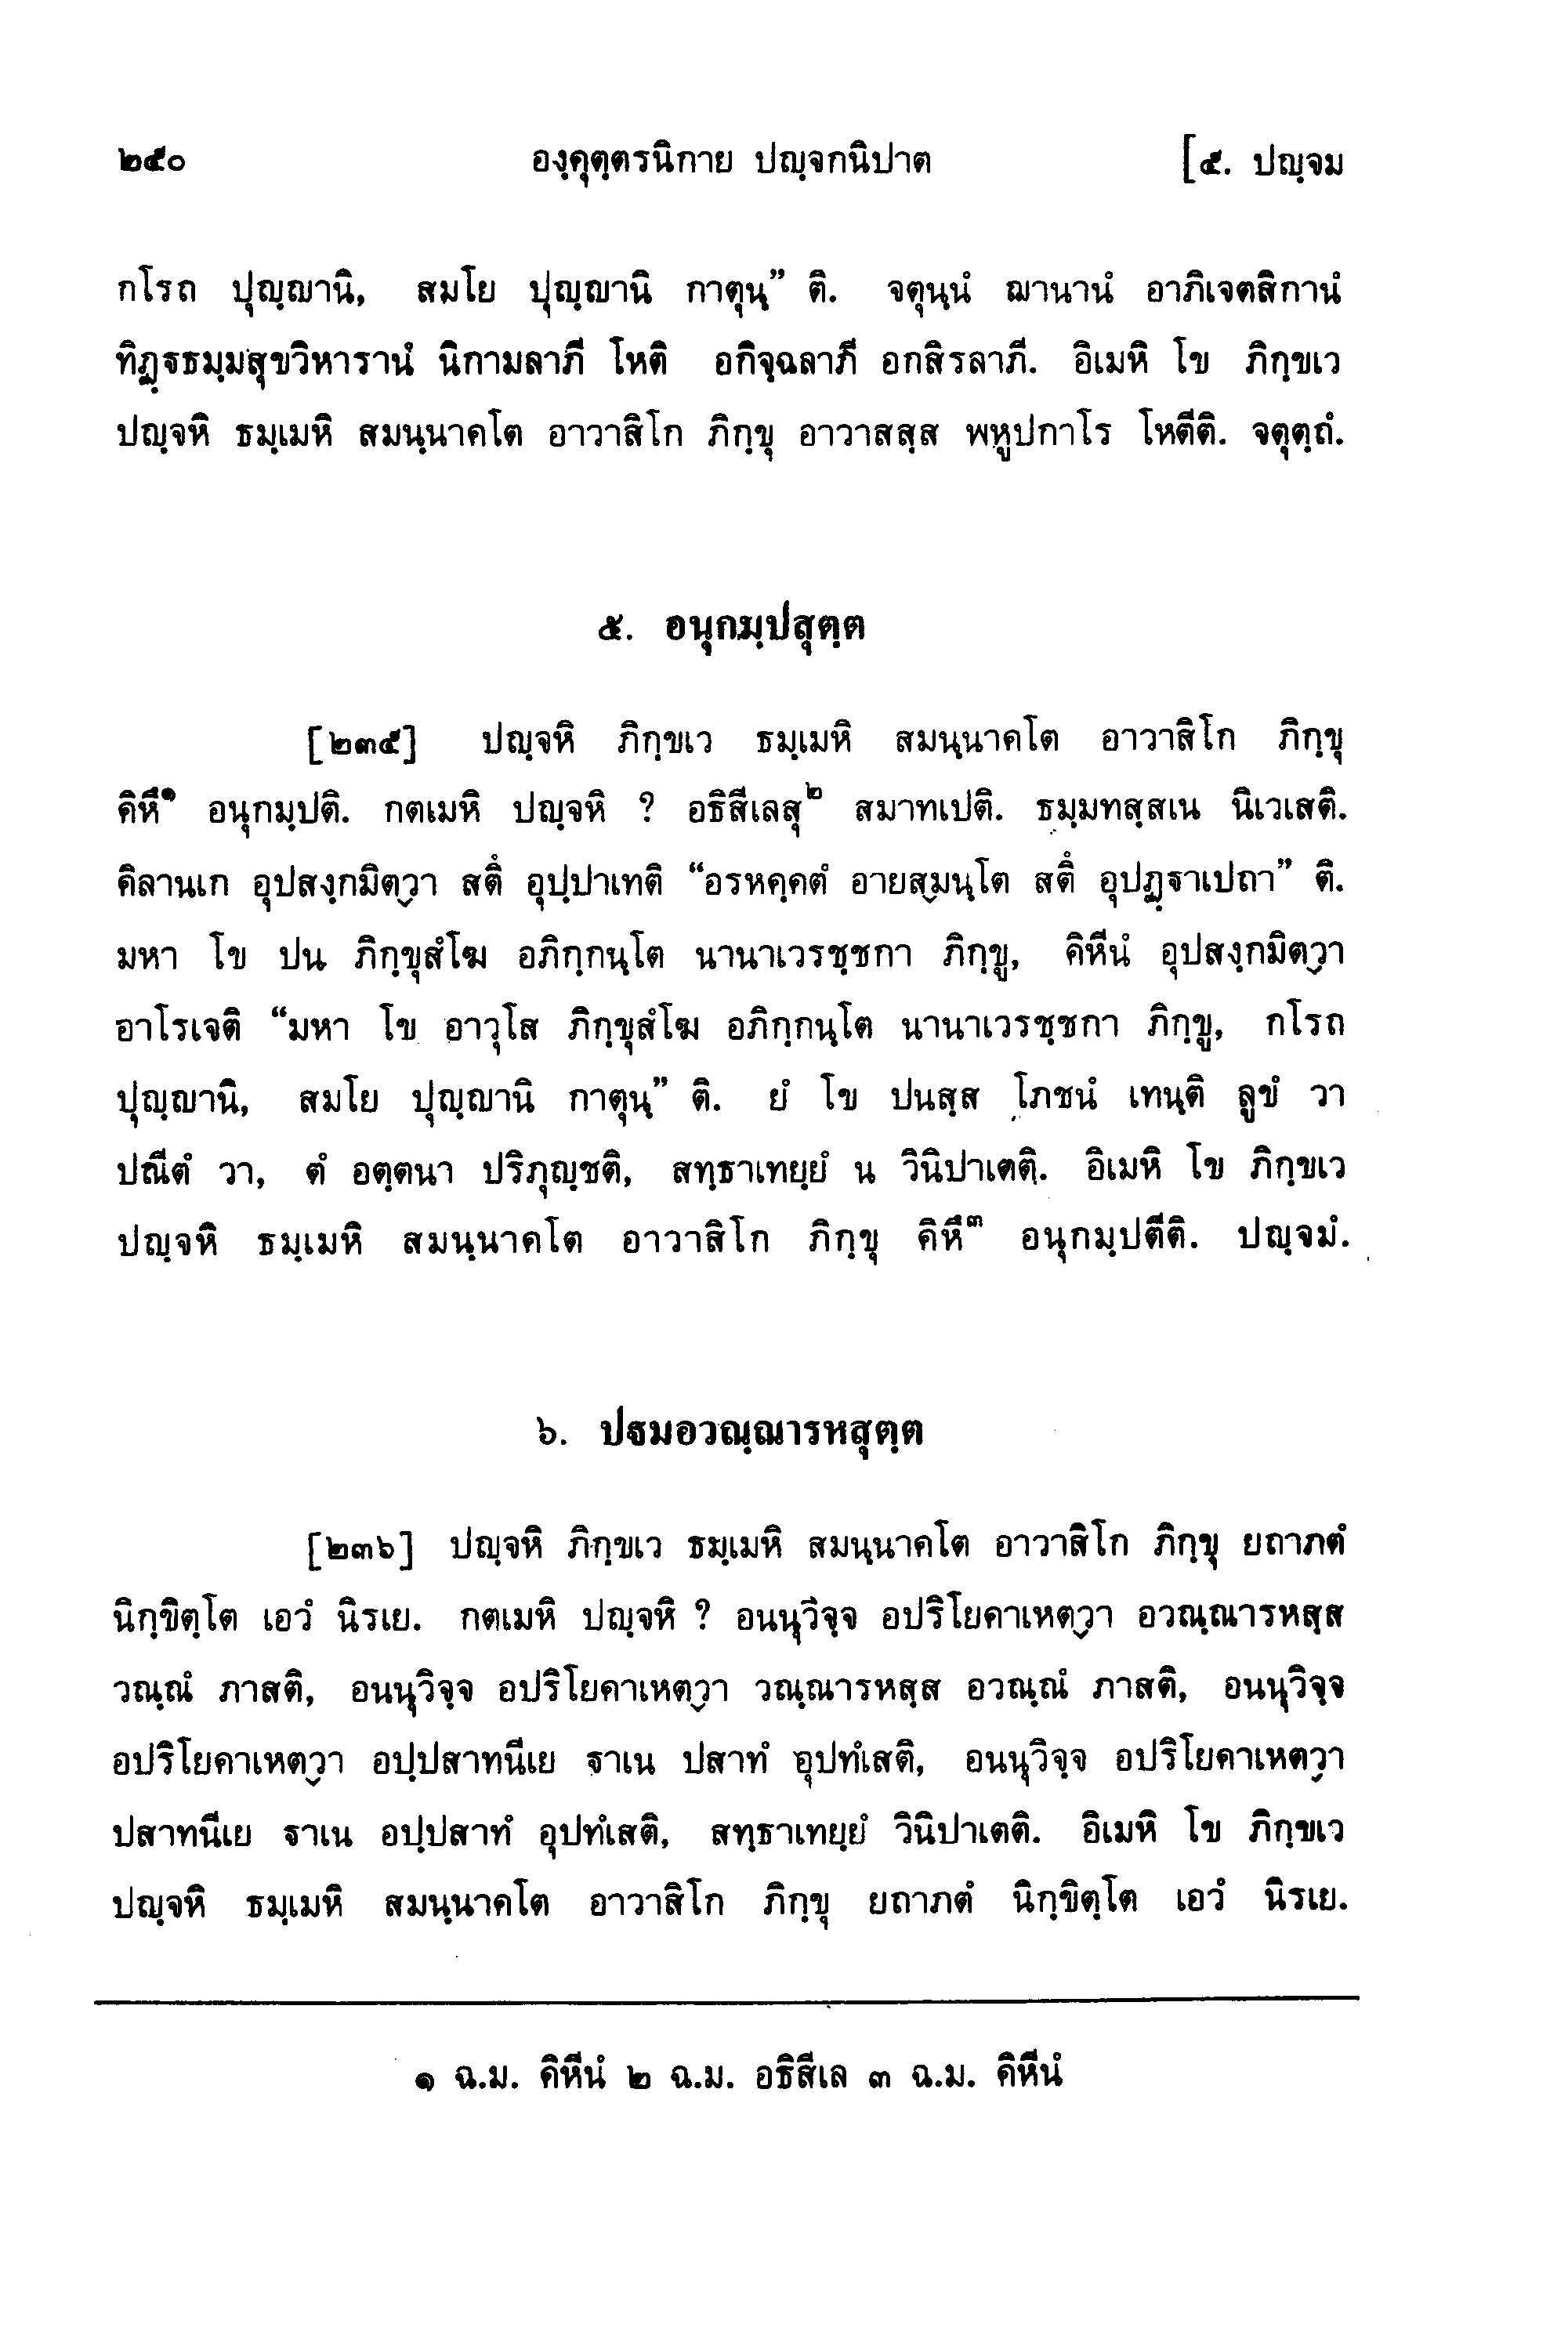 ๒๕๐ องฺคุตฺตรนิกาย ปญฺจกนิปาต [๕. ปญฺจม
กโรถ ปุญฺญานิ, สมโย ปุญฺญานิ กาตุนฺ” ติ. จตุนฺนํ ฌานานํ อาภิเจตสิกานํ
ทิฏฺฐธมฺมสุขวิหารานํ นิกามลาภี โหติ อกิจฺฉลาภี อกสิรลาภี. อิเมหิ โข ภิกฺขเว
ปญฺจหิ ธมฺเมหิ สมนฺนาคโต อาวาสิโก ภิกฺขุ อาวาสสฺส พหูปกาโร โหตีติ. จตุตฺถํ.
๕. อนุกมฺปสุตฺต
[๒๓๕] ปญฺจหิ ภิกฺขเว ธมฺเมหิ สมนฺนาคโต อาวาสิโก ภิกฺขุ
คิหี๑ อนุกมฺปติ. กตเมหิ ปญฺจหิ ? อธิสีเลสุ๒ สมาทเปติ. ธมฺมทสฺสเน นิเวเสติ.
คิลานเก อุปสงฺกมิตฺวา สตึ อุปฺปาเทติ “อรหคฺคตํ อายสฺมนฺโต สตึ อุปฏฺฐาเปถา” ติ.
มหา โข ปน ภิกฺขุสํโฆ อภิกฺกนฺโต นานาเวรชฺชกา ภิกฺขู, คิหีนํ อุปสงฺกมิตฺวา
อาโรเจติ “มหา โข อาวุโส ภิกฺขุสํโฆ อภิกฺกนฺโต นานาเวรชฺชกา ภิกฺขู, กโรถ
ปุญฺญานิ, สมโย ปุญฺญานิ กาตุนฺ” ติ. ยํ โข ปนสฺส โภชนํ เทนฺติ ลูขํ วา
ปณีตํ วา, ตํ อตฺตนา ปริภุญฺชติ, สทฺธาเทยฺยํ น วินิปาเตติ. อิเมหิ โข ภิกฺขเว
ปญฺจหิ ธมฺเมหิ สมนฺนาคโต อาวาสิโก ภิกฺขุ คิหี๓ อนุกมฺปตีติ. ปญฺจมํ.
๖. ปฐมอวณฺณารหสุตฺต
[๒๓๖] ปญฺจหิ ภิกฺขเว ธมฺเมหิ สมนฺนาคโต อาวาสิโก ภิกฺขุ ยถาภตํ
นิกฺขิตฺโต เอวํ นิรเย. กตเมหิ ปญฺจหิ ? อนนุวิจฺจ อปริโยคาเหตฺวา อวณฺณารหสฺส
วณฺณํ ภาสติ, อนนุวิจฺจ อปริโยคาเหตฺวา วณฺณารหสฺส อวณฺณํ ภาสติ, อนนุวิจฺจ
อปริโยคาเหตฺวา อปฺปสาทนีเย ฐาเน ปสาทํ อุปทํเสติ, อนนุวิจฺจ อปริโยคาเหตฺวา
ปสาทนีเย ฐาเน อปฺปสาทํ อุปทํเสติ, สทฺธาเทยฺยํ วินิปาเตติ. อิเมหิ โข ภิกฺขเว
ปญฺจหิ ธมฺเมหิ สมนฺนาคโต อาวาสิโก ภิกฺขุ ยถาภตํ นิกฺขิตฺโต เอวํ นิรเย.
๑ ฉ.ม. คิหีนํ ๒ ฉ.ม. อธิสีเล ๓ ฉ.ม. คิหีนํ